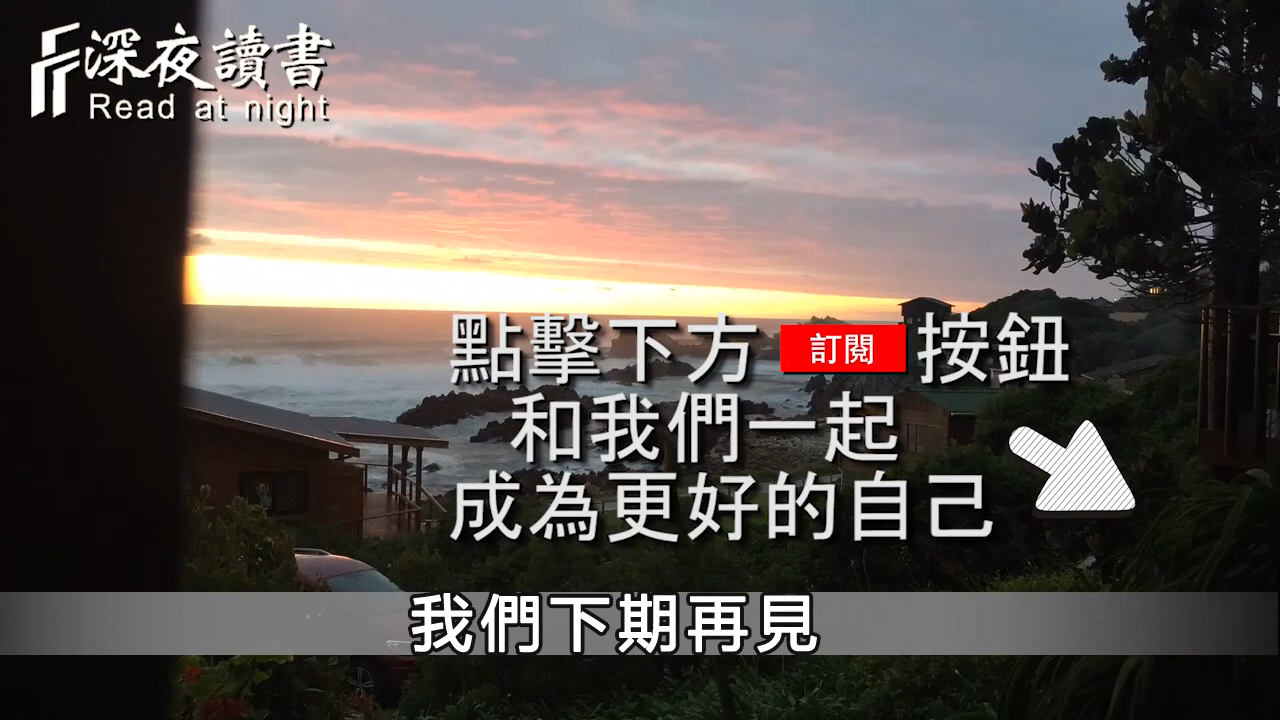 深夜讀書
Read at night
點擊下方 訂閱 按鈕
和我們一起
成為更好的自己
我們下期再見